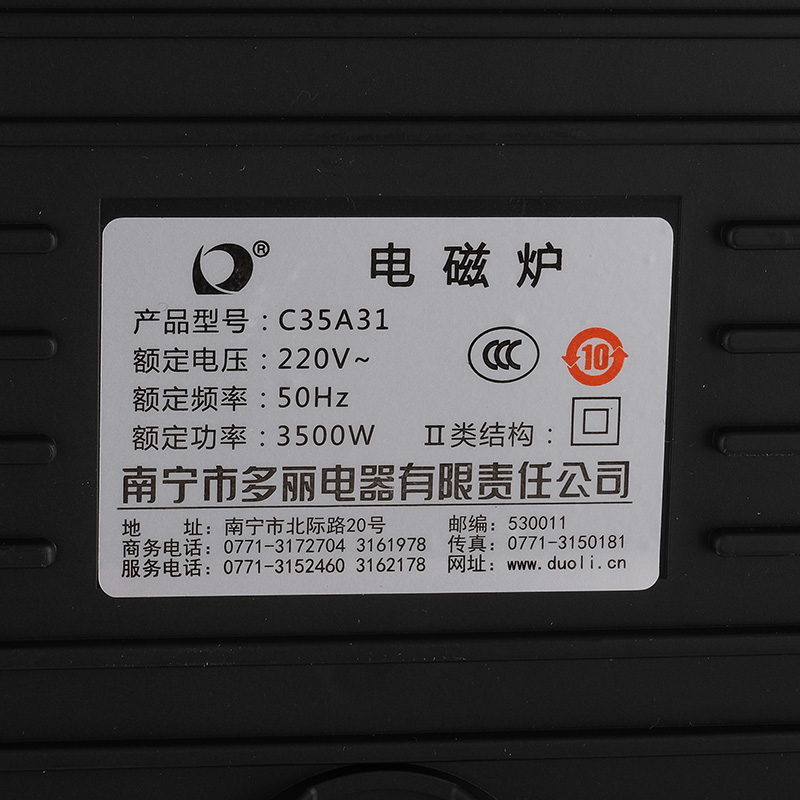 ® 电磁炉
产品型号：C35A31
额定电压：220V~
CCC 10
额定频率：50Hz
额定功率：3500W Ⅱ类结构：
南宁市多丽电器有限责任公司
地 址：南宁市北际路20号 邮编：530011
商务电话：0771-3172704 3161978 传真：0771-3150181
服务电话：0771-3152460 3162178 网址：www.duoli.cn